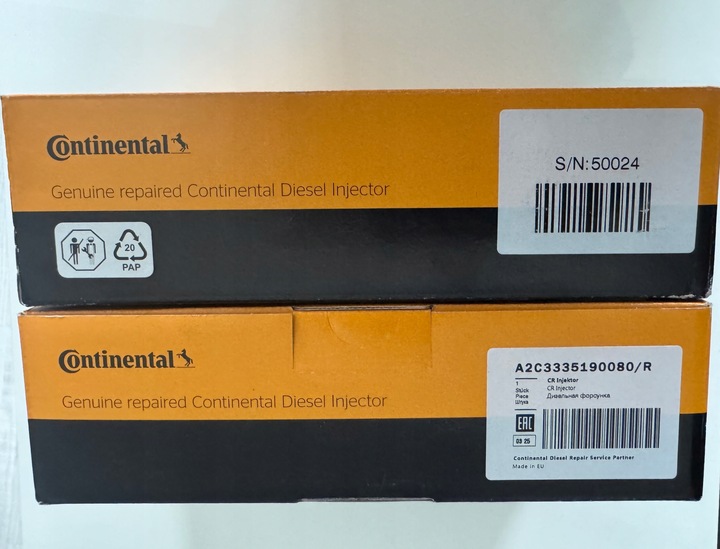 Continental
Genuine repaired Continental Diesel Injector
S/N:50024
20
PAP
Continental
Genuine repaired Continental Diesel Injector
A2C3335190080/R
1
Stück
Piece
Штука
CR Injektor
CR Injector
Дизельная форсунка
EAC
03 25
Continental Diesel Repair Service Partner
Made in EU